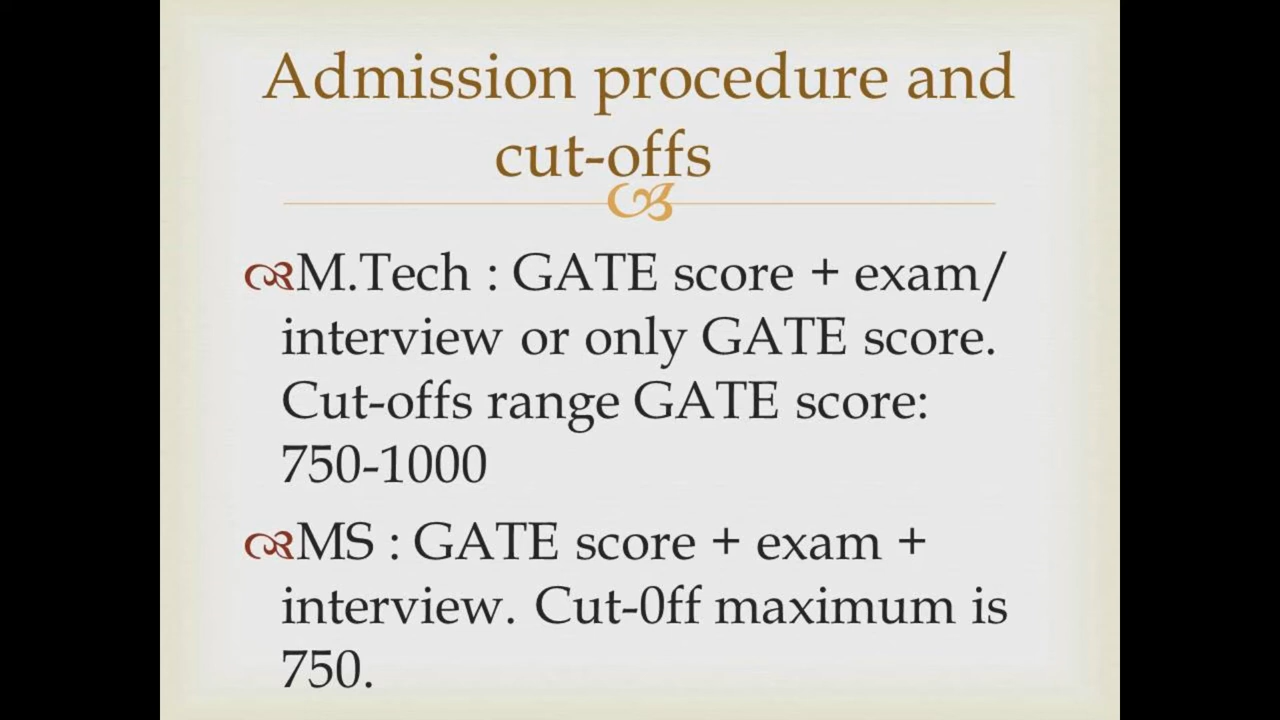 Admission procedure and
cut-offs
M.Tech : GATE score + exam/
interview or only GATE score.
Cut-offs range GATE score:
750-1000
MS : GATE score + exam +
interview. Cut-0ff maximum is
750.